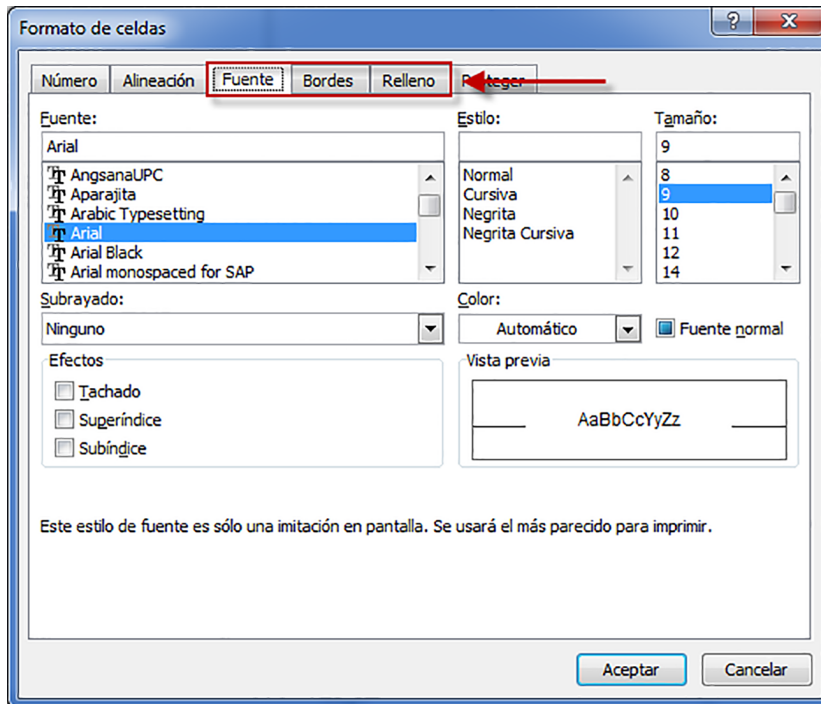 Formato de celdas
Número Alineación Fuente Bordes Relleno
Fuente: Estilo: Tamaño:
Arial 9
AngsanaUPC Normal 8
Aparajita Cursiva 9
Arabic Typesetting Negrita 10
Arial Negrita Cursiva 11
Arial Black 12
Arial monospaced for SAP 14
Subrayado: Color:
Ninguno Automático Fuente normal
Efectos Vista previa
Tachado
Superíndice AaBbCcYyZz
Subíndice
Este estilo de fuente es sólo una imitación en pantalla. Se usará el más parecido para imprimir.
Aceptar Cancelar